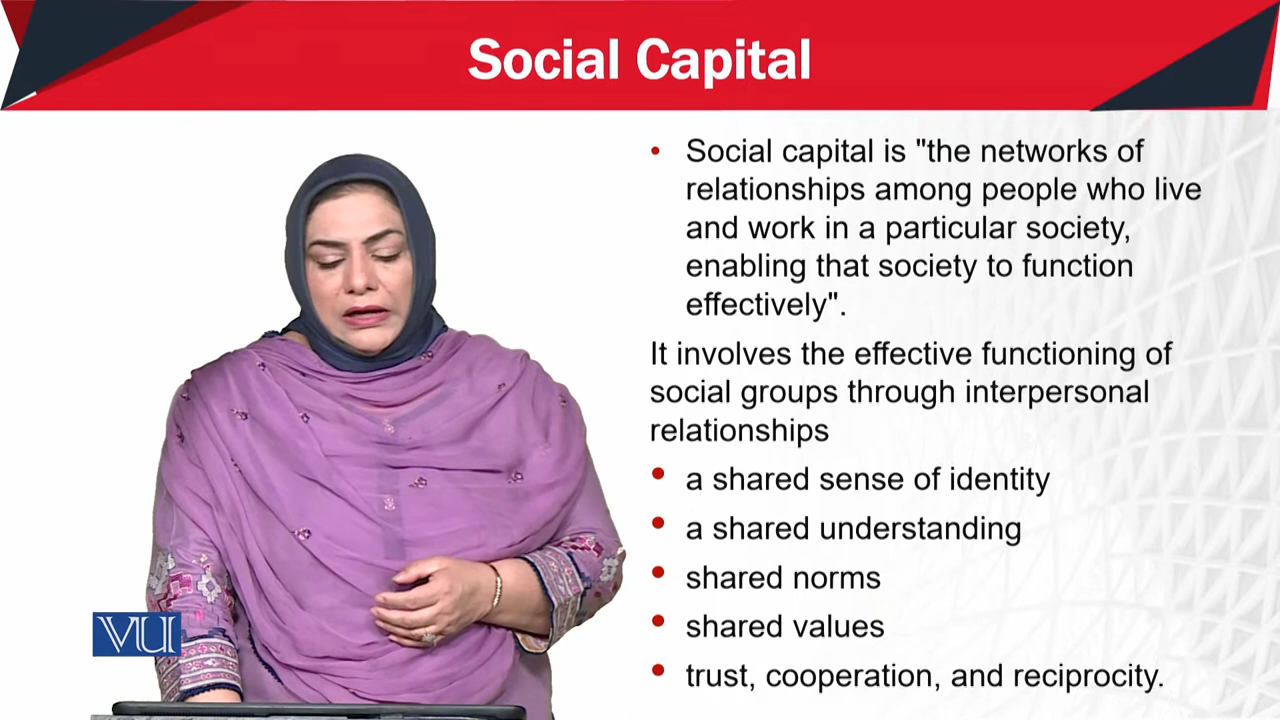 Social Capital
• Social capital is "the networks of
relationships among people who live
and work in a particular society,
enabling that society to function
effectively".
It involves the effective functioning of
social groups through interpersonal
relationships
• a shared sense of identity
• a shared understanding
• shared norms
• shared values
• trust, cooperation, and reciprocity.
VU